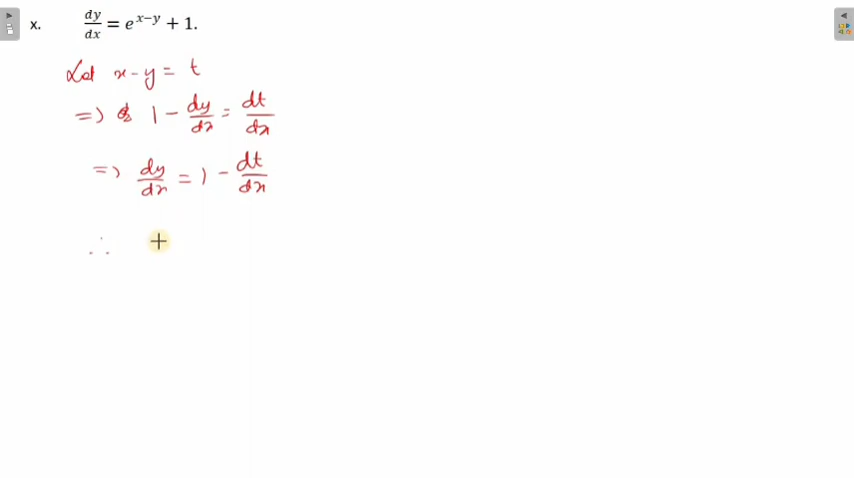 x. dy/dx = e^{x−y} + 1.
Let x - y = t
=> 1 - dy/dx = dt/dx
=> dy/dx = 1 - dt/dx
∴